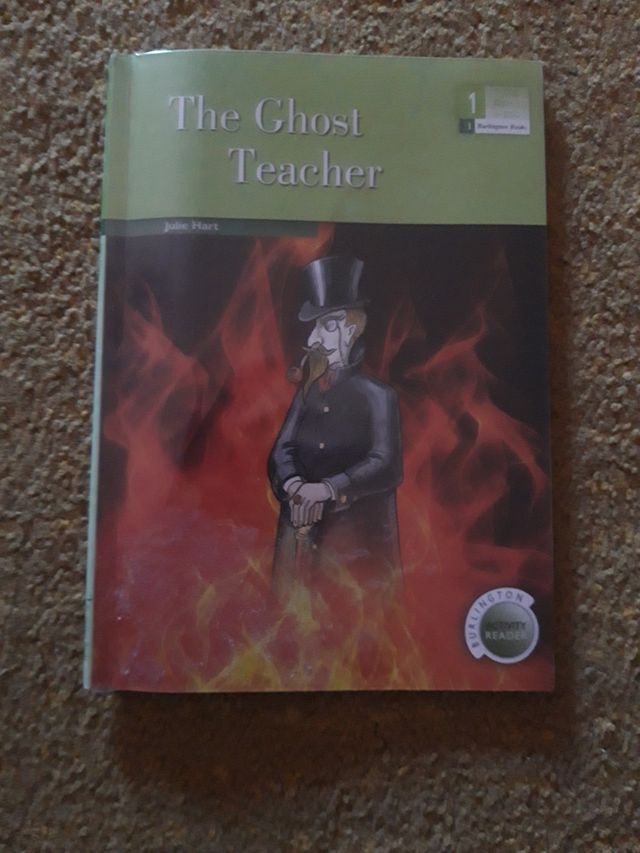 The Ghost
Teacher
1
Burlington Books
Julie Hart
BURLINGTON
ACTIVITY
READER